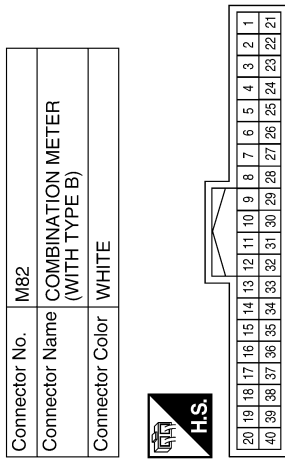 Connector No. M82
Connector Name COMBINATION METER
(WITH TYPE B)
Connector Color WHITE
H.S.
20 19 18 17 16 15 14 13 12 11 10 9 8 7 6 5 4 3 2 1
40 39 38 37 36 35 34 33 32 31 30 29 28 27 26 25 24 23 22 21